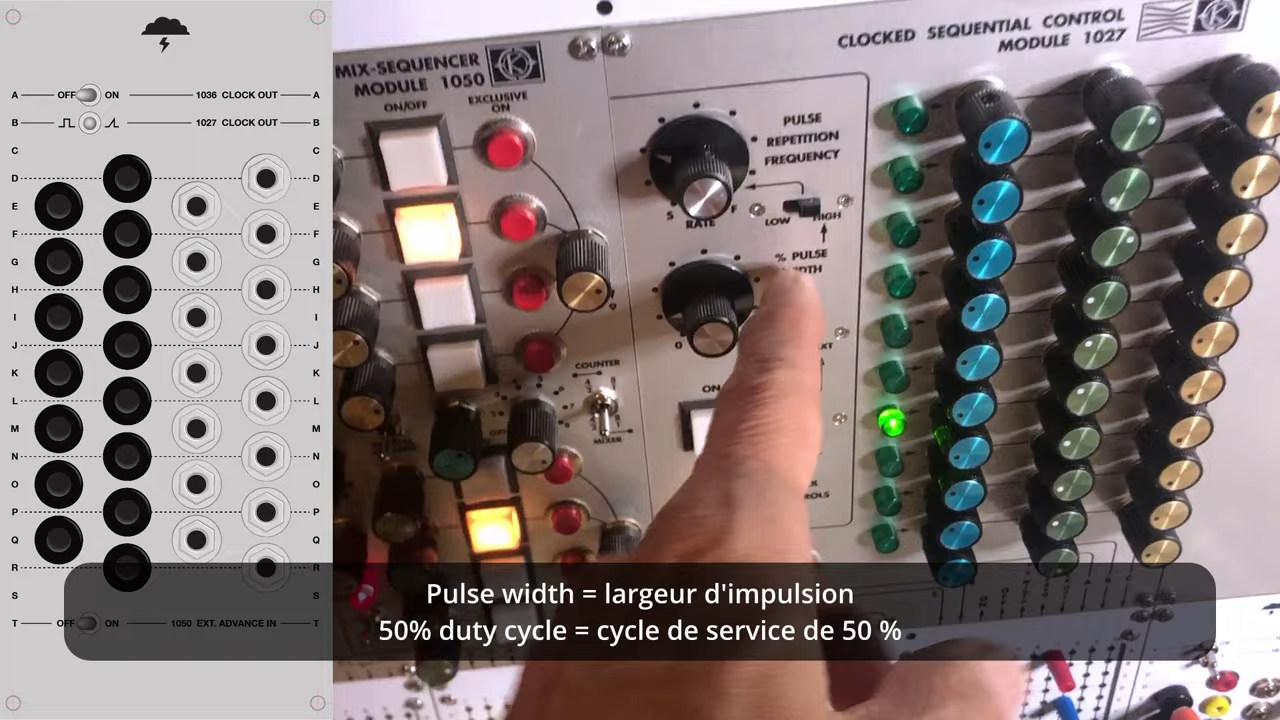 A OFF ON 1036 CLOCK OUT A
B 1027 CLOCK OUT B
C C
D D
E E
F F
G G
H H
I I
J J
K K
L L
M M
N N
O O
P P
Q Q
R R
S S
T OFF ON 1050 EXT. ADVANCE IN T
MIX-SEQUENCER
MODULE 1050
ON/OFF
EXCLUSIVE
ON
COUNTER
MIXER
CLOCKED SEQUENTIAL CONTROL
MODULE 1027
PULSE
REPETITION
FREQUENCY
S F
RATE
LOW HIGH
% PULSE
0
ON
Pulse width = largeur d'impulsion
50% duty cycle = cycle de service de 50 %